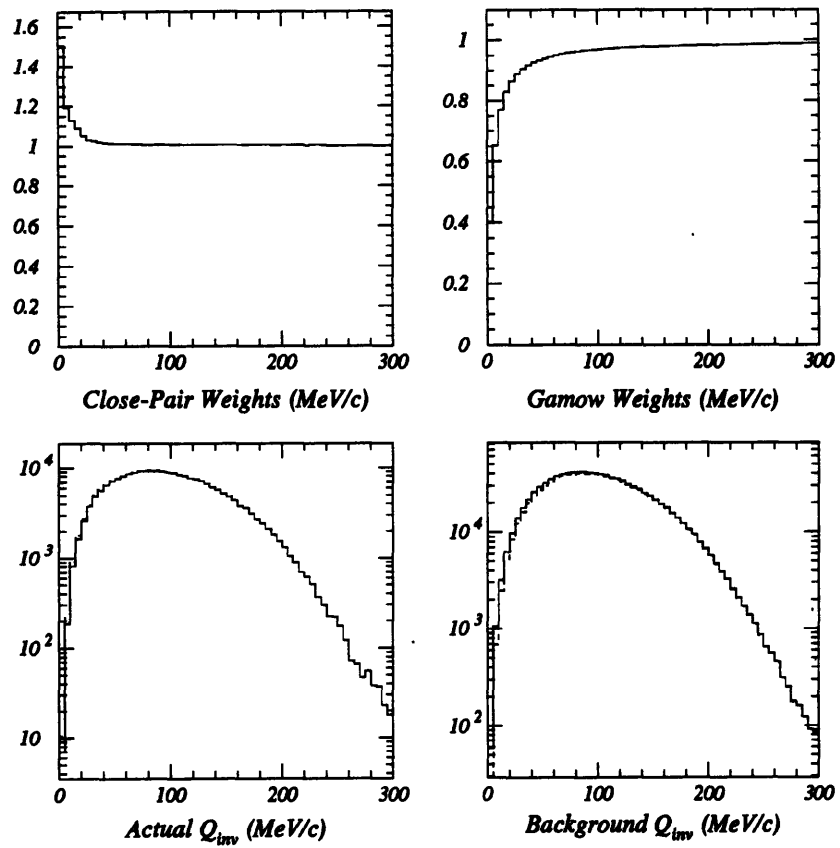 1.6
1.4
1.2
1
0.8
0.6
0.4
0.2
0
0 100 200 300
Close-Pair Weights (MeV/c)
1
0.8
0.6
0.4
0.2
0
0 100 200 300
Gamow Weights (MeV/c)
10^4
10^3
10^2
10
0 100 200 300
Actual Q_inv (MeV/c)
10^4
10^3
10^2
0 100 200 300
Background Q_inv (MeV/c)